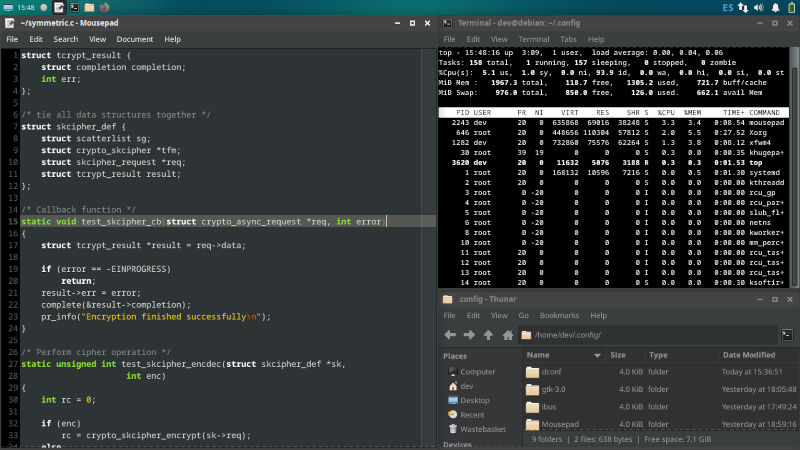 15:48
ES
~/symmetric.c - Mousepad
File Edit Search View Document Help
1 struct tcrypt_result {
2 struct completion completion;
3 int err;
4 };
5
6 /* tie all data structures together */
7 struct skcipher_def {
8 struct scatterlist sg;
9 struct crypto_skcipher *tfm;
10 struct skcipher_request *req;
11 struct tcrypt_result result;
12 };
13
14 /* Callback function */
15 static void test_skcipher_cb(struct crypto_async_request *req, int error)
16 {
17 struct tcrypt_result *result = req->data;
18
19 if (error == -EINPROGRESS)
20 return;
21 result->err = error;
22 complete(&result->completion);
23 pr_info("Encryption finished successfully\n");
24 }
25
26 /* Perform cipher operation */
27 static unsigned int test_skcipher_encdec(struct skcipher_def *sk,
28 int enc)
29 {
30 int rc = 0;
31
32 if (enc)
33 rc = crypto_skcipher_encrypt(sk->req);
34 else
Terminal - dev@debian: ~/.config
File Edit View Terminal Tabs Help
top - 15:48:16 up 3:09, 1 user, load average: 0.00, 0.04, 0.06
Tasks: 158 total, 1 running, 157 sleeping, 0 stopped, 0 zombie
%Cpu(s): 5.1 us, 1.0 sy, 0.0 ni, 93.9 id, 0.0 wa, 0.0 hi, 0.0 si, 0.0 st
MiB Mem : 1967.3 total, 118.7 free, 1305.2 used, 721.7 buff/cache
MiB Swap: 976.0 total, 850.0 free, 126.0 used. 662.1 avail Mem
PID USER PR NI VIRT RES SHR S %CPU %MEM TIME+ COMMAND
2243 dev 20 0 635868 69016 38248 S 3.3 3.4 0:08.54 mousepad
646 root 20 0 448656 110304 57812 S 2.0 5.5 0:27.52 Xorg
1282 dev 20 0 732860 75576 62264 S 1.3 3.8 0:08.12 xfwm4
30 root 39 19 0 0 0 S 0.3 0.0 0:00.35 khugepa+
3620 dev 20 0 11632 5076 3188 R 0.3 0.3 0:01.53 top
1 root 20 0 168132 10596 7216 S 0.0 0.5 0:01.30 systemd
2 root 20 0 0 0 0 S 0.0 0.0 0:00.00 kthreadd
3 root 0 -20 0 0 0 I 0.0 0.0 0:00.00 rcu_gp
4 root 0 -20 0 0 0 I 0.0 0.0 0:00.00 rcu_par+
5 root 0 -20 0 0 0 I 0.0 0.0 0:00.00 slub_fl+
6 root 0 -20 0 0 0 I 0.0 0.0 0:00.00 netns
8 root 0 -20 0 0 0 I 0.0 0.0 0:00.00 kworker+
10 root 0 -20 0 0 0 I 0.0 0.0 0:00.00 mm_perc+
11 root 20 0 0 0 0 I 0.0 0.0 0:00.00 rcu_tas+
12 root 20 0 0 0 0 I 0.0 0.0 0:00.00 rcu_tas+
13 root 20 0 0 0 0 I 0.0 0.0 0:00.00 rcu_tas+
14 root 20 0 0 0 0 S 0.0 0.0 0:00.30 ksoftir+
.config - Thunar
File Edit View Go Bookmarks Help
/home/dev/.config/
Places
Computer
dev
Desktop
Recent
Wastebasket
Devices
Name Size Type Date Modified
dconf 4.0 KiB folder Today at 15:36:51
gtk-3.0 4.0 KiB folder Yesterday at 18:05:48
ibus 4.0 KiB folder Yesterday at 17:49:24
Mousepad 4.0 KiB folder Yesterday at 18:59:16
9 folders | 2 files: 638 bytes | Free space: 7.1 GiB